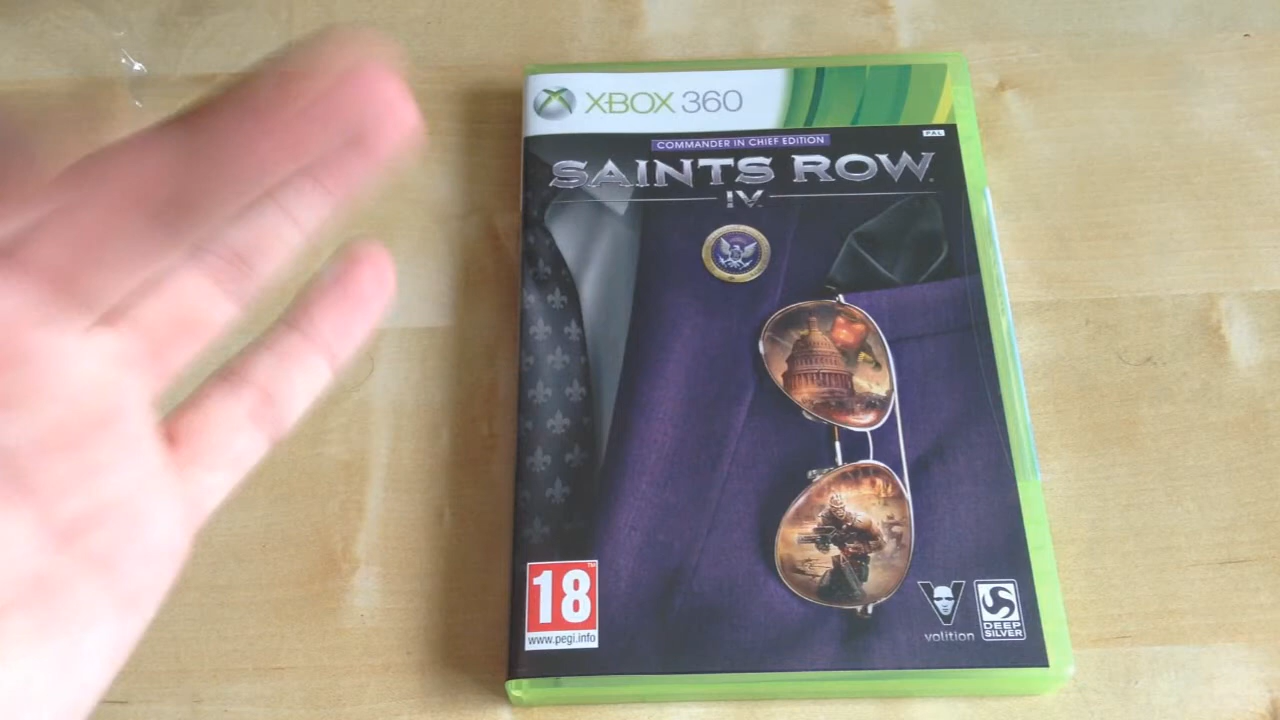 XBOX 360
PAL
COMMANDER IN CHIEF EDITION
SAINTS ROW
IV
18
www.pegi.info
volition
DEEP
SILVER